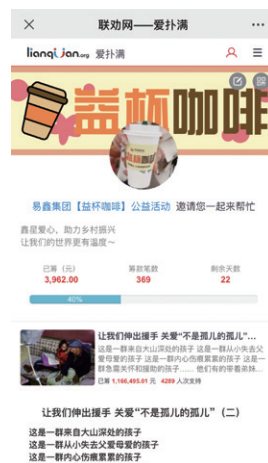 联劝网——爱扑满
lianquan.org 爱扑满
益杯咖啡
易鑫集团【益杯咖啡】公益活动 邀请您一起来帮忙
鑫星爱心，助力乡村振兴
让我们的世界更有温度～
已筹（元） 筹款笔数 剩余天数
3,962.00 369 22
40%
让我们伸出援手 关爱“不是孤儿的孤儿”...
这是一群来自大山深处的孩子 这是一群从小失去父
爱母爱的孩子 这是一群内心伤痕累累的孩子 这是一
群急需关怀和援助的孩子...... 他们有的带着弟妹...
已筹 1,166,495.01 元 4289 人次支持
让我们伸出援手 关爱“不是孤儿的孤儿”（二）
这是一群来自大山深处的孩子
这是一群从小失去父爱母爱的孩子
这是一群内心伤痕累累的孩子